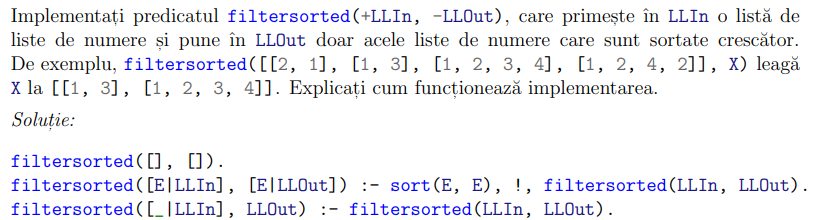 Implementați predicatul filtersorted(+LLIn, -LLOut), care primește în LLIn o listă de
liste de numere și pune în LLOut doar acele liste de numere care sunt sortate crescător.
De exemplu, filtersorted([[2, 1], [1, 3], [1, 2, 3, 4], [1, 2, 4, 2]], X) leagă
X la [[1, 3], [1, 2, 3, 4]]. Explicați cum funcționează implementarea.
Soluție:
filtersorted([], []).
filtersorted([E|LLIn], [E|LLOut]) :- sort(E, E), !, filtersorted(LLIn, LLOut).
filtersorted([_|LLIn], LLOut) :- filtersorted(LLIn, LLOut).